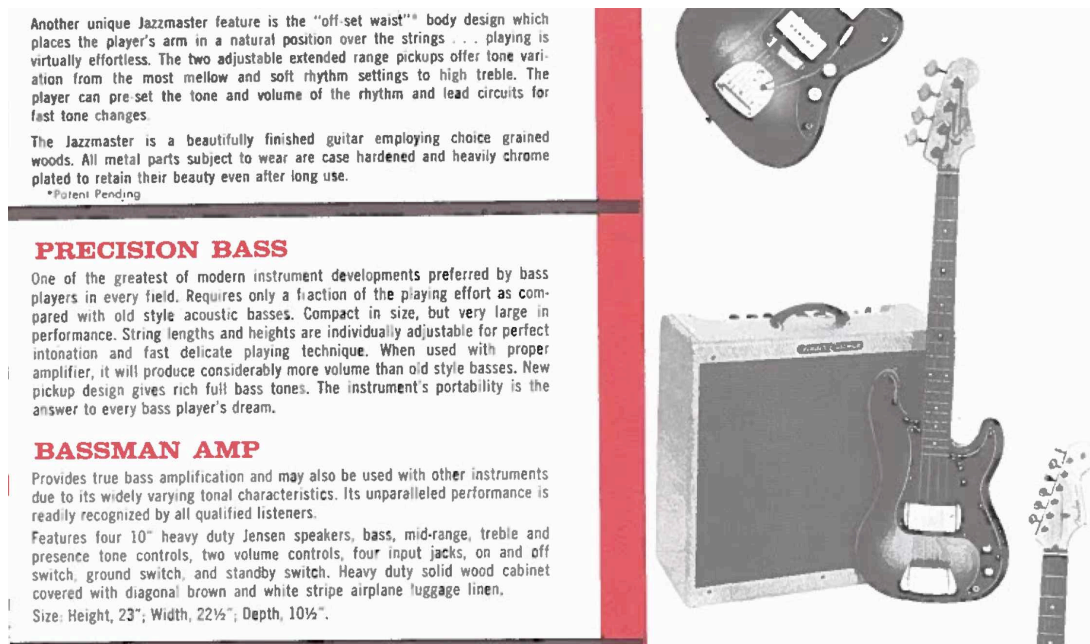 Another unique Jazzmaster feature is the "off-set waist"* body design which
places the player's arm in a natural position over the strings . . . playing is
virtually effortless. The two adjustable extended range pickups offer tone vari-
ation from the most mellow and soft rhythm settings to high treble. The
player can pre-set the tone and volume of the rhythm and lead circuits for
fast tone changes.
The Jazzmaster is a beautifully finished guitar employing choice grained
woods. All metal parts subject to wear are case hardened and heavily chrome
plated to retain their beauty even after long use.
*Patent Pending
PRECISION BASS
One of the greatest of modern instrument developments preferred by bass
players in every field. Requires only a fraction of the playing effort as com-
pared with old style acoustic basses. Compact in size, but very large in
performance. String lengths and heights are individually adjustable for perfect
intonation and fast delicate playing technique. When used with proper
amplifier, it will produce considerably more volume than old style basses. New
pickup design gives rich full bass tones. The instrument's portability is the
answer to every bass player's dream.
BASSMAN AMP
Provides true bass amplification and may also be used with other instruments
due to its widely varying tonal characteristics. Its unparalleled performance is
readily recognized by all qualified listeners.
Features four 10" heavy duty Jensen speakers, bass, mid-range, treble and
presence tone controls, two volume controls, four input jacks, on and off
switch, ground switch, and standby switch. Heavy duty solid wood cabinet
covered with diagonal brown and white stripe airplane luggage linen.
Size: Height, 23"; Width, 22½"; Depth, 10½".